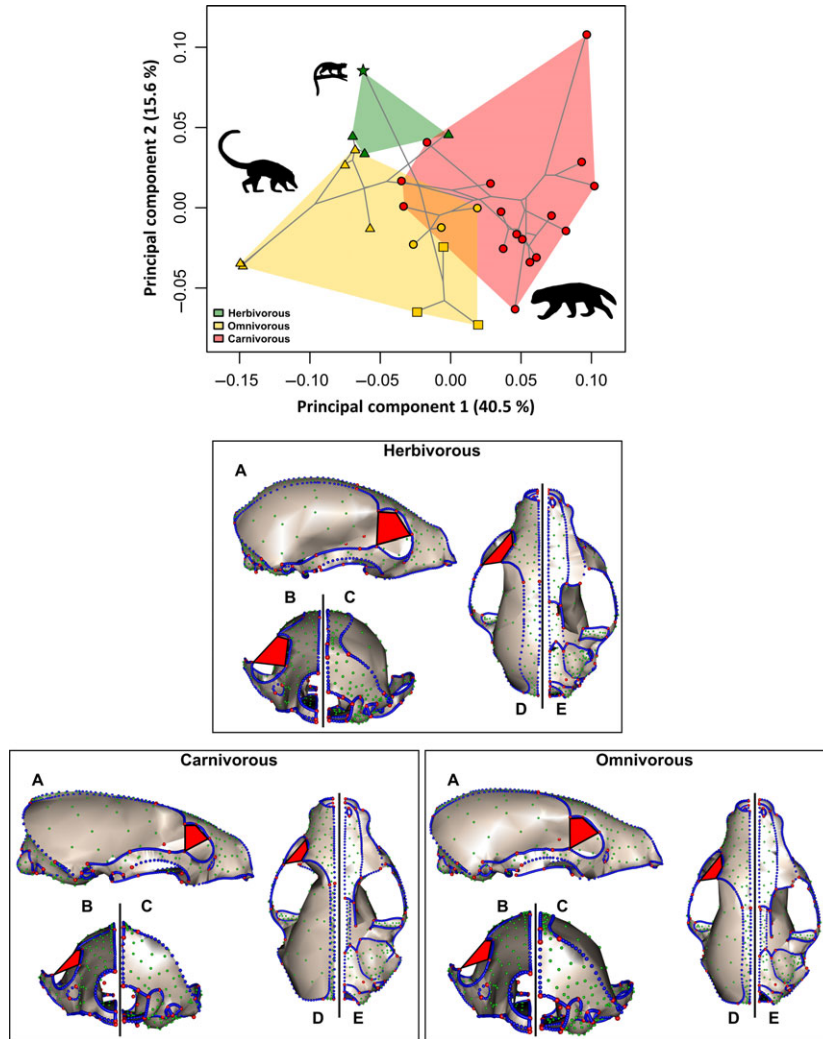 0.10
0.05
0.00
−0.05
Principal component 2 (15.6 %)
Herbivorous
Omnivorous
Carnivorous
−0.15 −0.10 −0.05 0.00 0.05 0.10
Principal component 1 (40.5 %)
Herbivorous
A
B C
D E
Carnivorous
A
B C
D E
Omnivorous
A
B C
D E